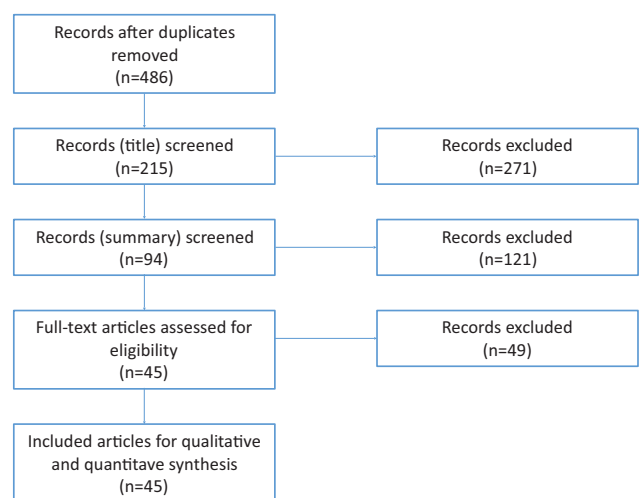 Records after duplicates
removed
(n=486)
Records (title) screened
(n=215)
Records excluded
(n=271)
Records (summary) screened
(n=94)
Records excluded
(n=121)
Full-text articles assessed for
eligibility
(n=45)
Records excluded
(n=49)
Included articles for qualitative
and quantitave synthesis
(n=45)